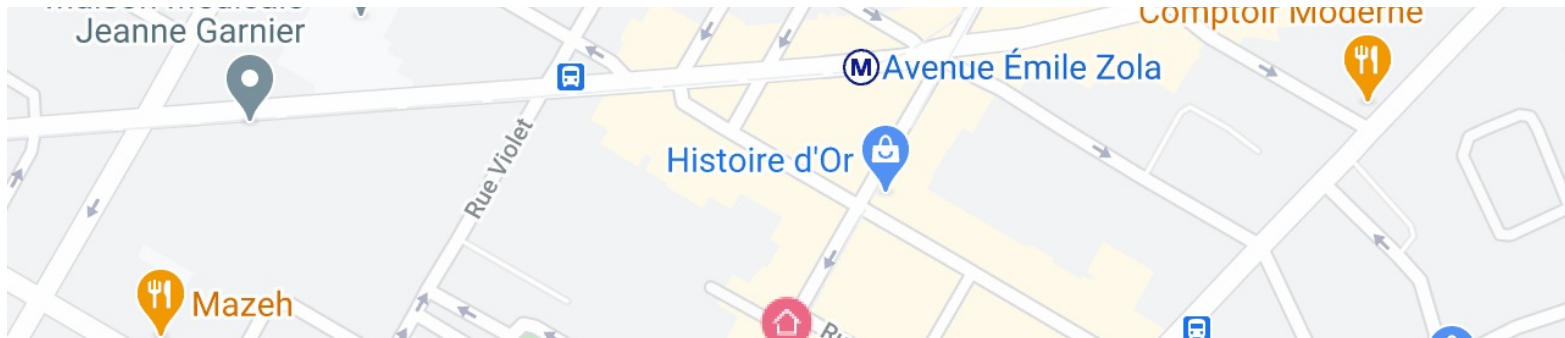 Jeanne Garnier
Comptoir Moderne
M Avenue Émile Zola
Rue Violet
Histoire d'Or
Mazeh